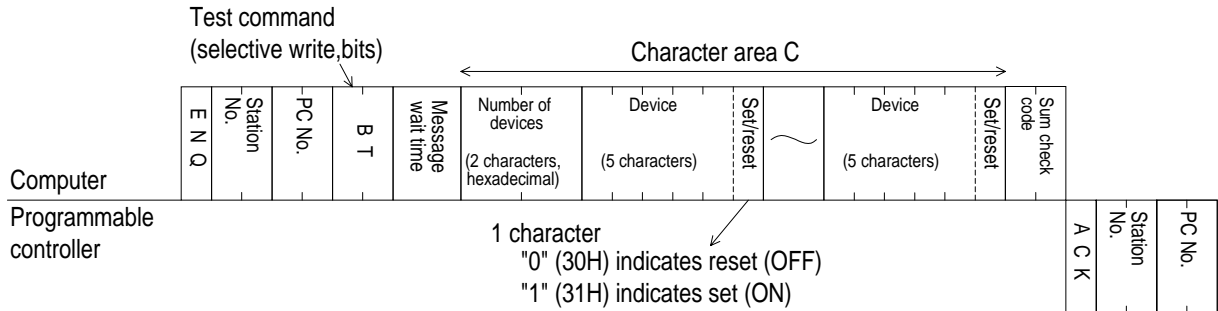 Test command
(selective write,bits)
Character area C
E N Q
Station
No.
PC No.
B T
Message
wait time
Number of
devices
(2 characters,
hexadecimal)
Device
(5 characters)
Set/reset
Device
(5 characters)
Set/reset
Sum check
code
Computer
Programmable
controller
1 character
"0" (30H) indicates reset (OFF)
"1" (31H) indicates set (ON)
A C K
Station
No.
PC No.